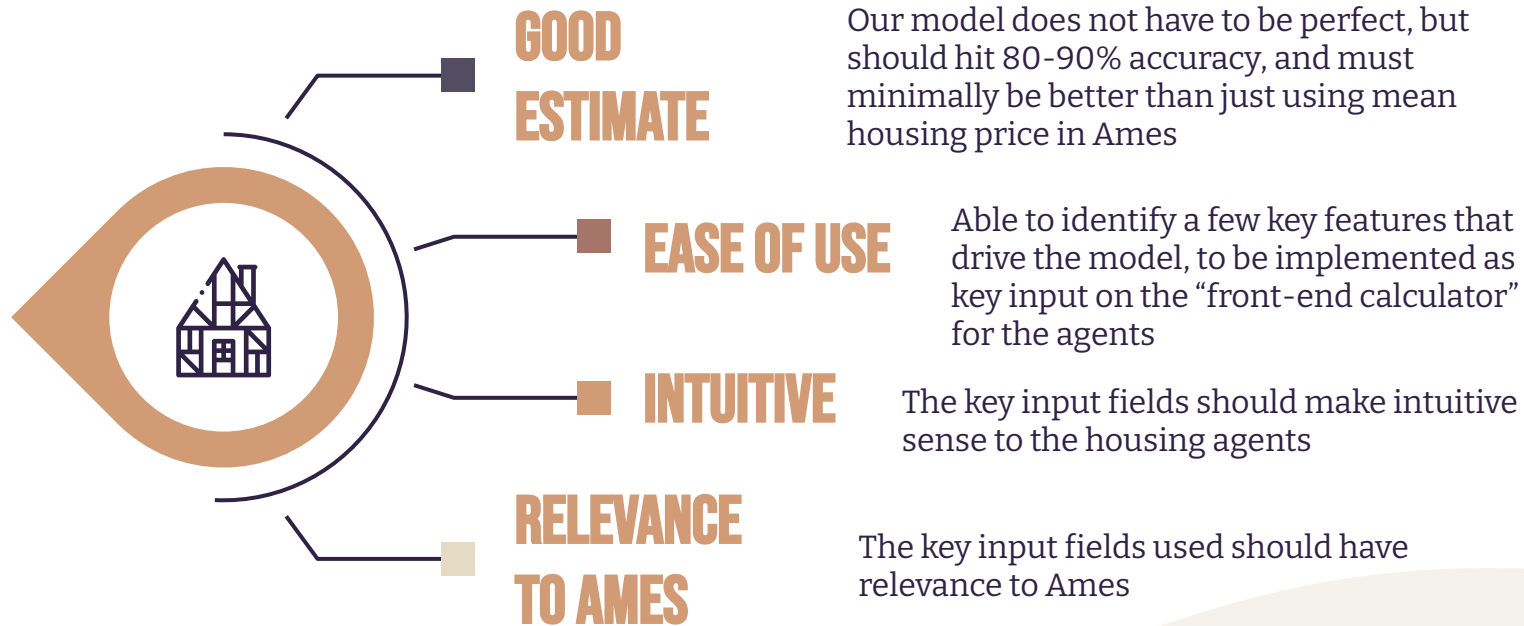 GOOD
ESTIMATE
Our model does not have to be perfect, but
should hit 80-90% accuracy, and must
minimally be better than just using mean
housing price in Ames
EASE OF USE
Able to identify a few key features that
drive the model, to be implemented as
key input on the “front-end calculator”
for the agents
INTUITIVE
The key input fields should make intuitive
sense to the housing agents
RELEVANCE
TO AMES
The key input fields used should have
relevance to Ames